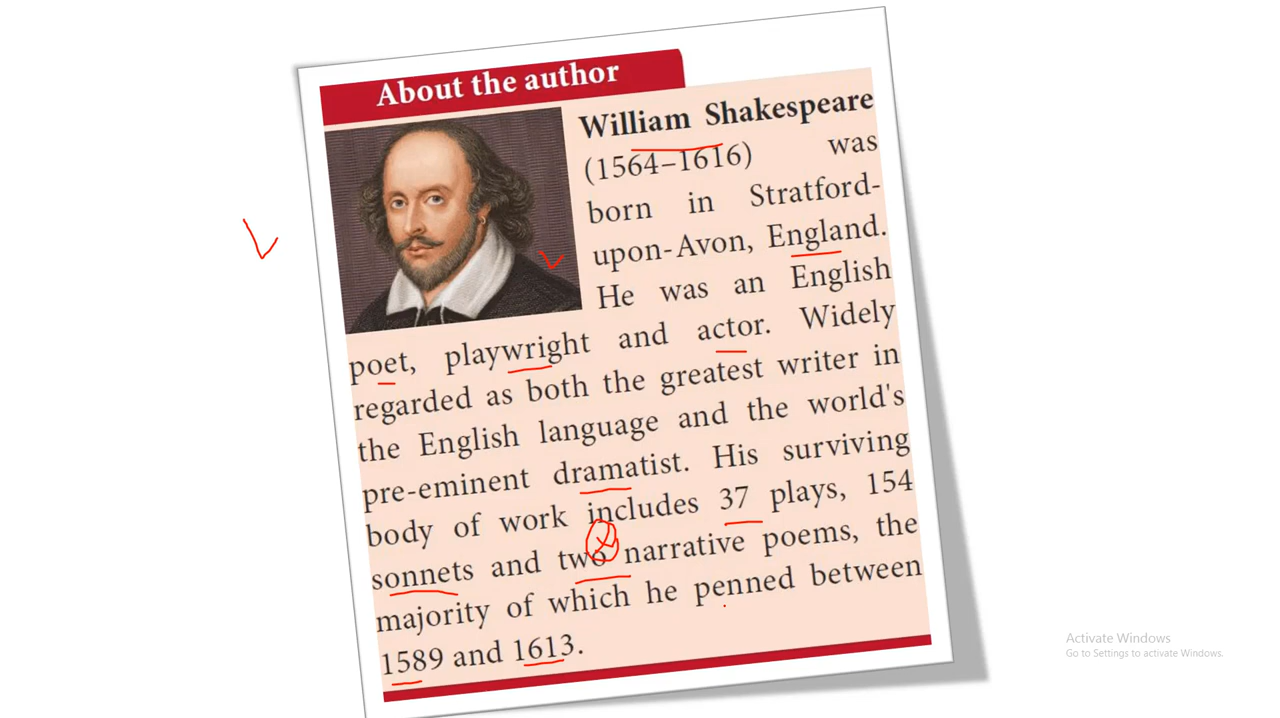 About the author
William Shakespeare
(1564–1616) was
born in Stratford-
upon-Avon, England.
He was an English
poet, playwright and actor. Widely
regarded as both the greatest writer in
the English language and the world's
pre-eminent dramatist. His surviving
body of work includes 37 plays, 154
sonnets and two narrative poems, the
majority of which he penned between
1589 and 1613.
Activate Windows
Go to Settings to activate Windows.